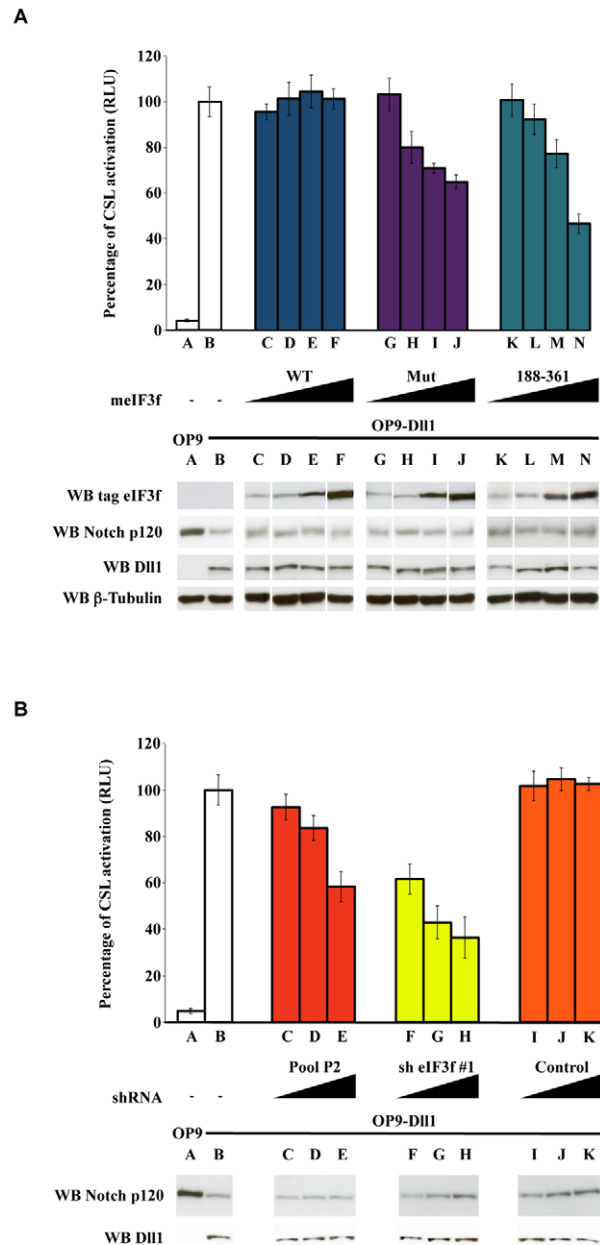 A
Percentage of CSL activation (RLU)
120
100
80
60
40
20
0
A B C D E F G H I J K L M N
WT Mut 188-361
meIF3f - -
OP9 OP9-Dll1
A B C D E F G H I J K L M N
WB tag eIF3f
WB Notch p120
WB Dll1
WB β-Tubulin
B
Percentage of CSL activation (RLU)
120
100
80
60
40
20
0
A B C D E F G H I J K
Pool P2 sh eIF3f #1 Control
shRNA - -
OP9 OP9-Dll1
A B C D E F G H I J K
WB Notch p120
WB Dll1